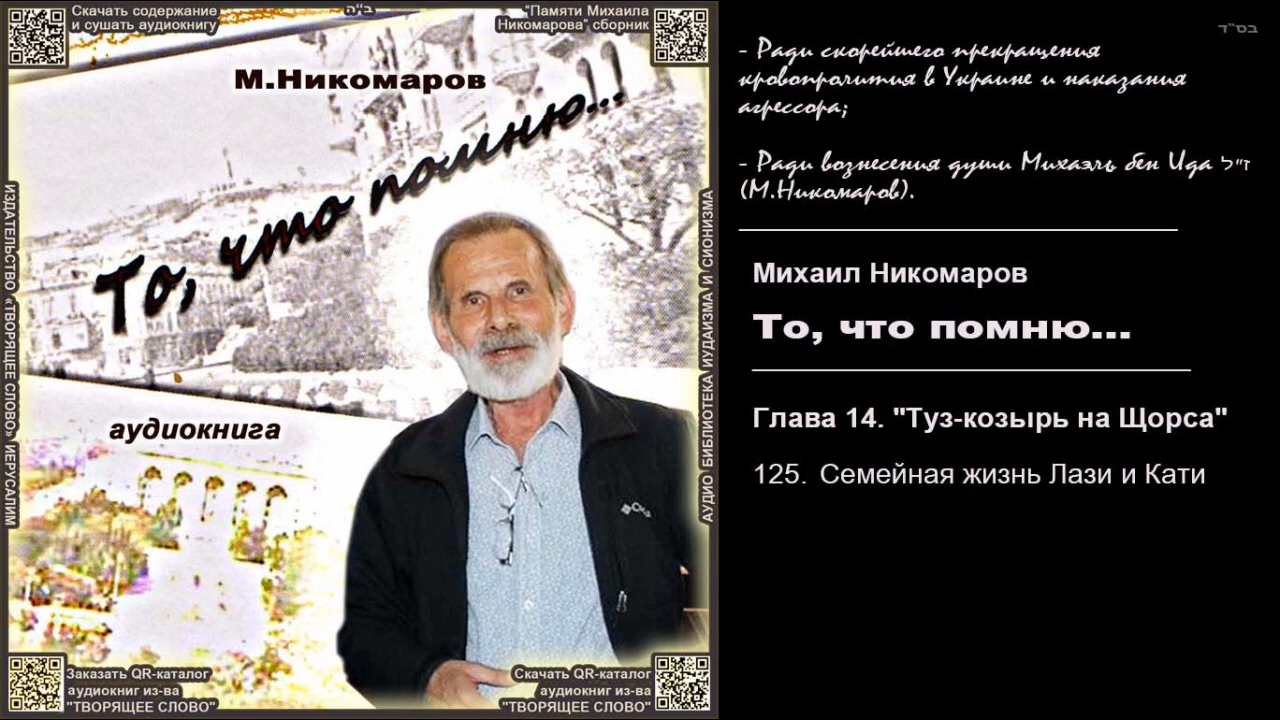 Скачать содержание
и сушать аудиокнигу
ב"ה
"Памяти Михаила
Никомарова" сборник
М.Никомаров
То, что помню...
аудиокнига
ИЗДАТЕЛЬСТВО «ТВОРЯЩЕЕ СЛОВО» ИЕРУСАЛИМ
АУДИО БИБЛИОТЕКА ИУДАИЗМА И СИОНИЗМА
Заказать QR-каталог
аудиокниг из-ва
"ТВОРЯЩЕЕ СЛОВО"
Скачать QR-каталог
аудиокниг из-ва
"ТВОРЯЩЕЕ СЛОВО"
בס"ד
- Ради скорейшего прекращения
кровопролития в Украине и наказания
агрессора;
- Ради вознесения души Михаэль бен Ида ז"ל
(М.Никомаров).
Михаил Никомаров
То, что помню...
Глава 14. "Туз-козырь на Щорса"
125. Семейная жизнь Лази и Кати